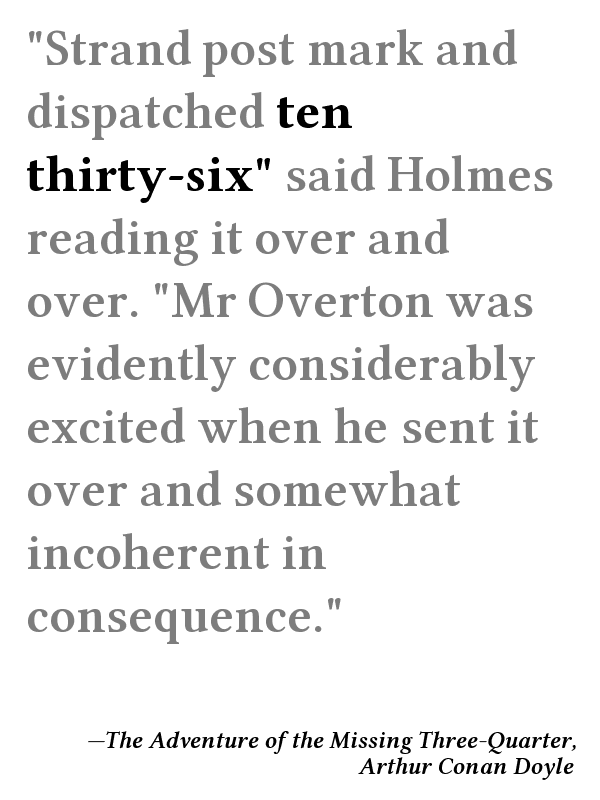 "Strand post mark and
dispatched ten
thirty-six" said Holmes
reading it over and
over. "Mr Overton was
evidently considerably
excited when he sent it
over and somewhat
incoherent in
consequence."
—The Adventure of the Missing Three-Quarter,
Arthur Conan Doyle